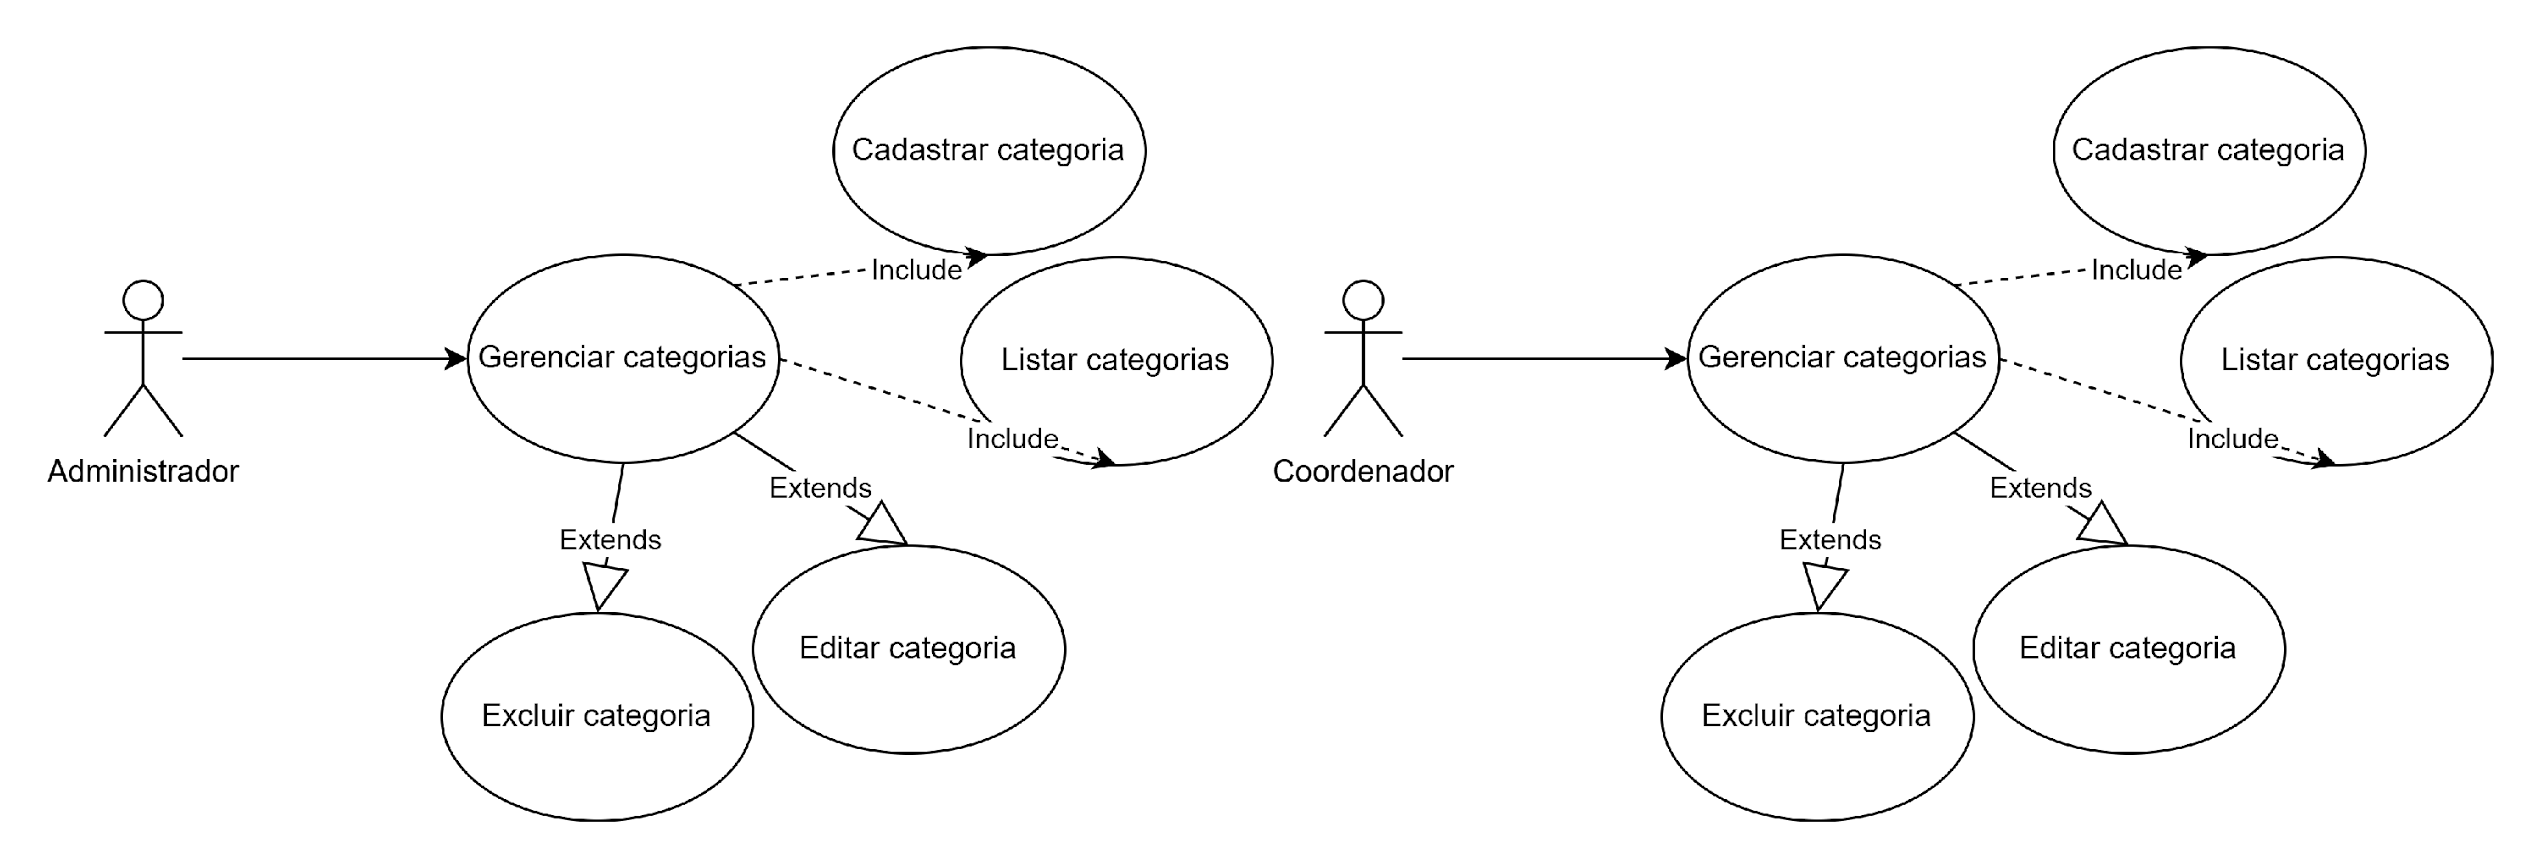 Cadastrar categoria
Include
Gerenciar categorias
Listar categorias
Include
Administrador
Extends
Extends
Editar categoria
Excluir categoria
Cadastrar categoria
Include
Gerenciar categorias
Listar categorias
Include
Coordenador
Extends
Extends
Editar categoria
Excluir categoria